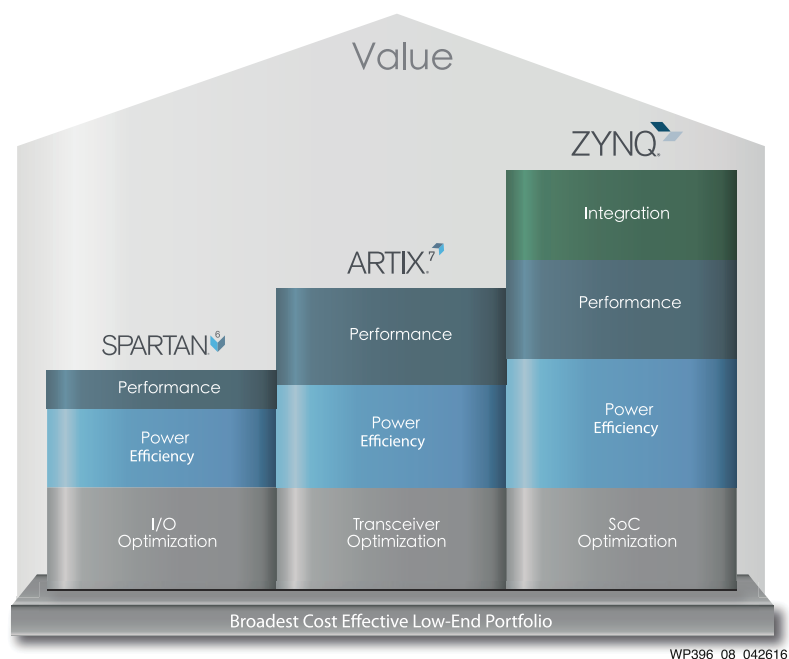 Value
ZYNQ®
Integration
ARTIX®7
Performance
Performance
SPARTAN®6
Performance
Power
Efficiency
Power
Efficiency
Power
Efficiency
I/O
Optimization
Transceiver
Optimization
SoC
Optimization
Broadest Cost Effective Low-End Portfolio
WP396_08_042616